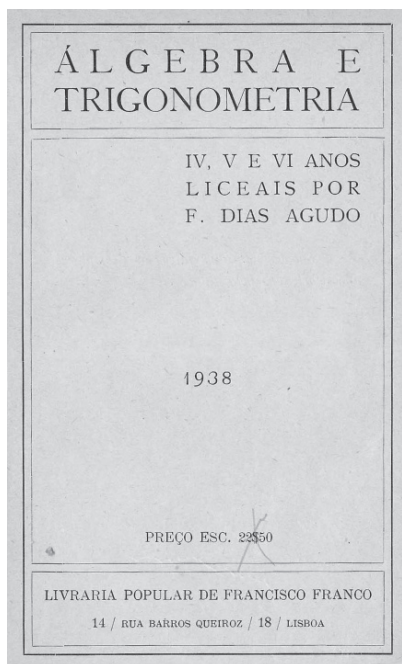 ÁLGEBRA E
TRIGONOMETRIA
IV, V E VI ANOS
LICEAIS POR
F. DIAS AGUDO
1938
PREÇO ESC. 22$50
LIVRARIA POPULAR DE FRANCISCO FRANCO
14 / RUA BARROS QUEIROZ / 18 / LISBOA